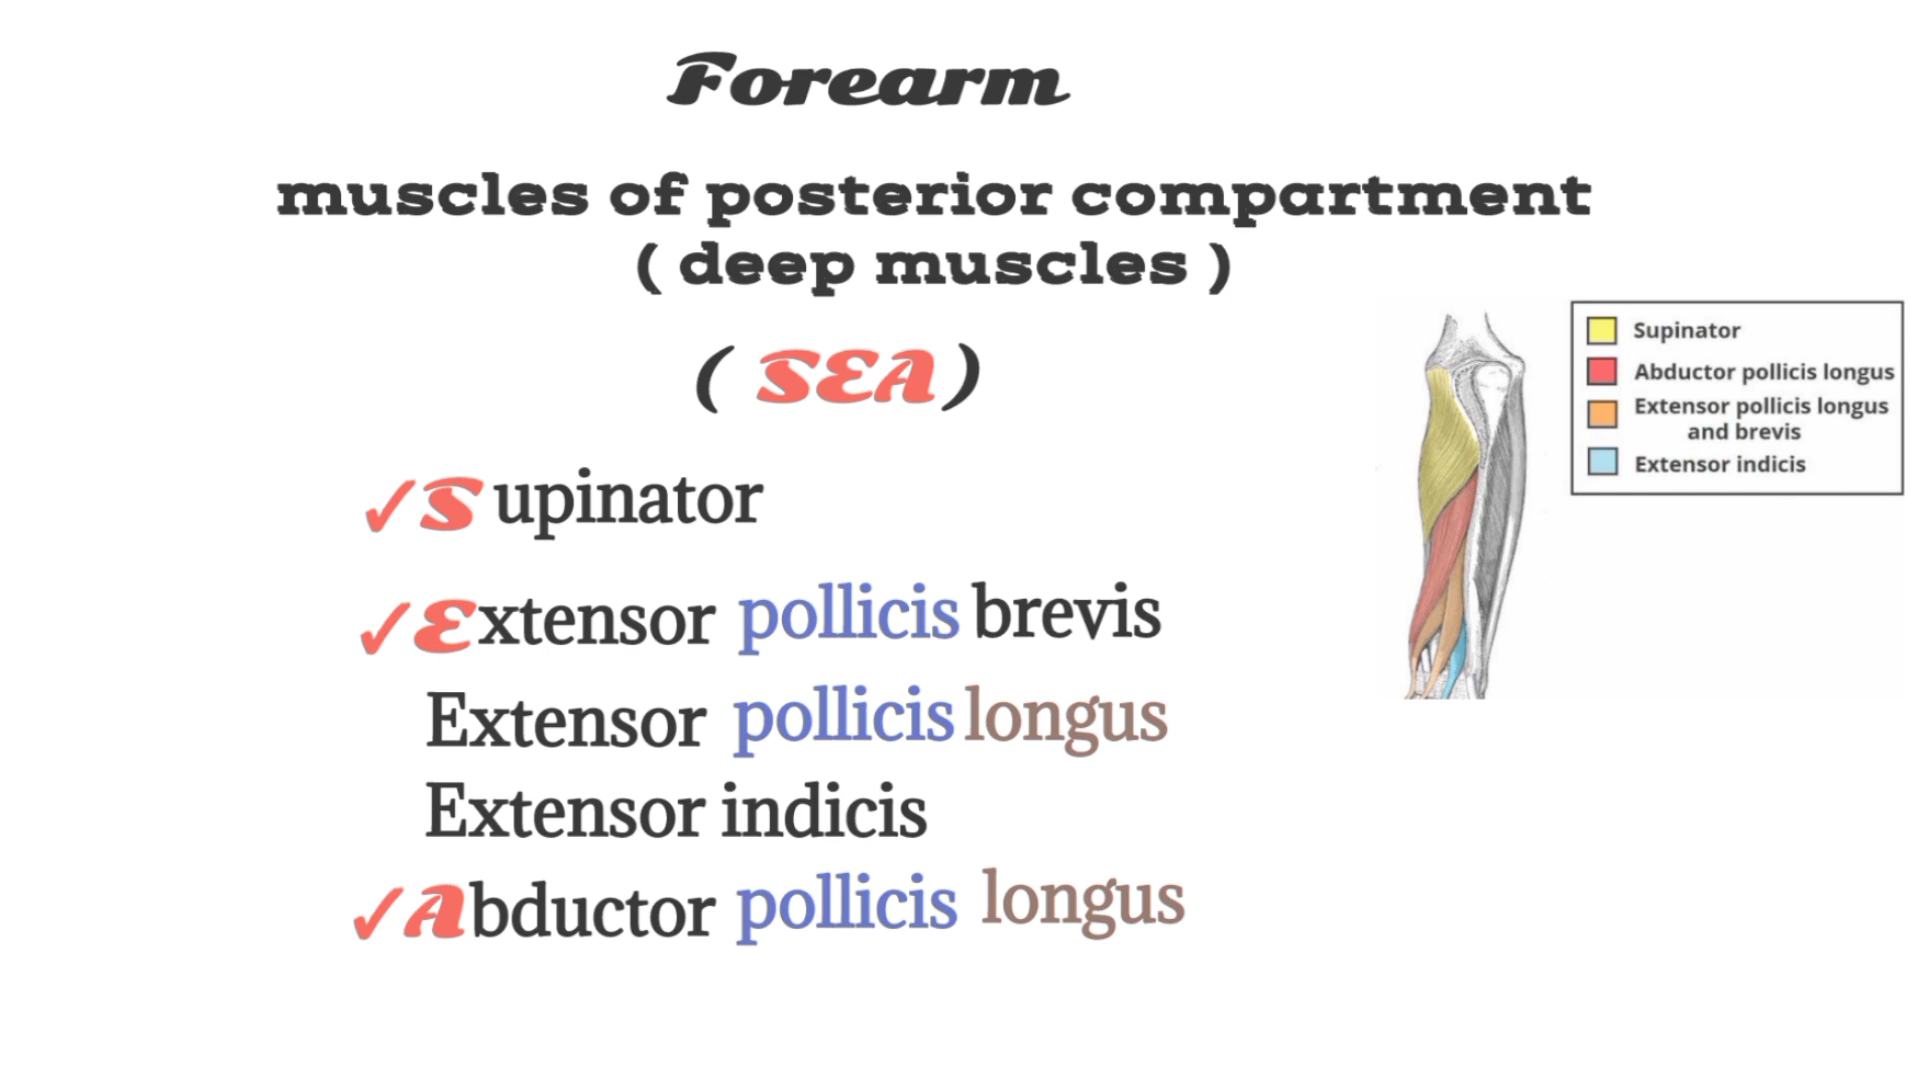 Forearm
muscles of posterior compartment
( deep muscles )
( SEA )
✓Supinator
✓Extensor pollicis brevis
Extensor pollicis longus
Extensor indicis
✓Abductor pollicis longus
Supinator
Abductor pollicis longus
Extensor pollicis longus
and brevis
Extensor indicis